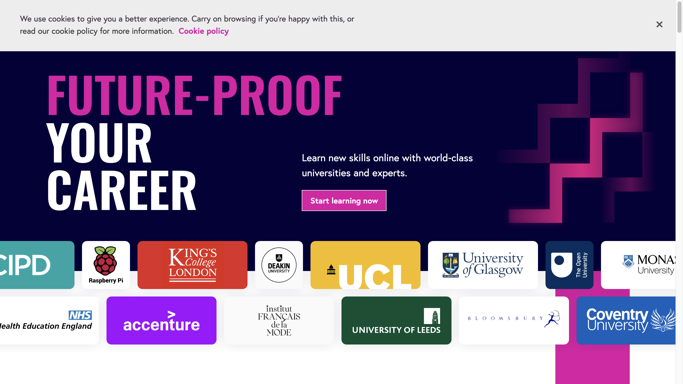 We use cookies to give you a better experience. Carry on browsing if you're happy with this, or
read our cookie policy for more information. Cookie policy
FUTURE-PROOF
YOUR
CAREER
Learn new skills online with world-class
universities and experts.
Start learning now
CIPD
Raspberry Pi
KING'S
College
LONDON
DEAKIN
UNIVERSITY
UCL
University
of Glasgow
The Open
University
MONAS
University
NHS
Health Education England
accenture
institut
FRANÇAIS
de la
MODE
UNIVERSITY OF LEEDS
BLOOMSBURY
Coventry
University